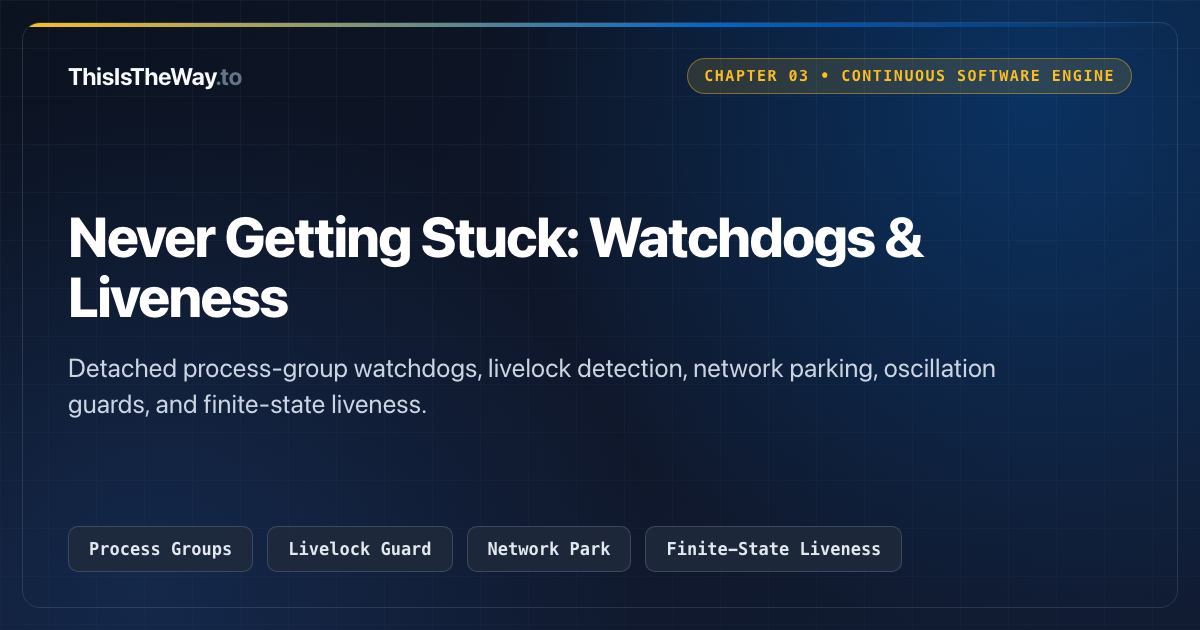 ThisIsTheWay.to
CHAPTER 03 • CONTINUOUS SOFTWARE ENGINE
Never Getting Stuck: Watchdogs &
Liveness
Detached process-group watchdogs, livelock detection, network parking, oscillation
guards, and finite-state liveness.
Process Groups
Livelock Guard
Network Park
Finite–State Liveness